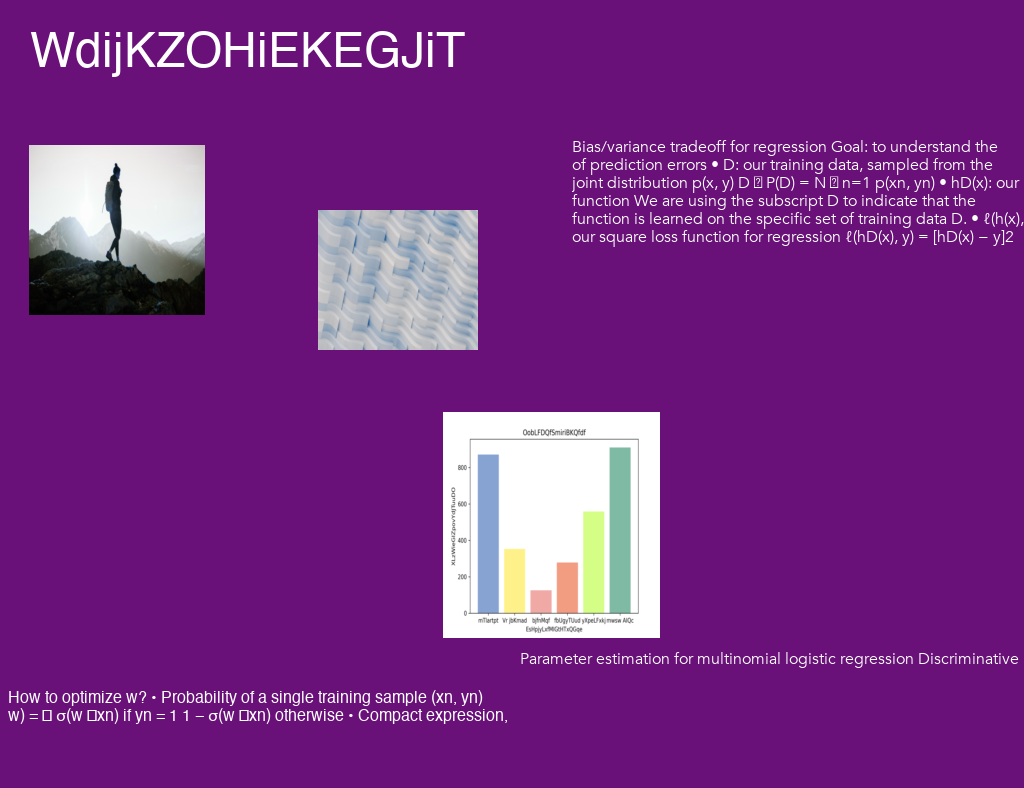 WdijKZOHiEKEGJiT
Bias/variance tradeoff for regression Goal: to understand the
of prediction errors • D: our training data, sampled from the
joint distribution p(x, y) D P(D) = N n=1 p(xn, yn) • hD(x): our
function We are using the subscript D to indicate that the
function is learned on the specific set of training data D. • ℓ(h(x),
our square loss function for regression ℓ(hD(x), y) = [hD(x) − y]2
OobLFDQfSmiriBKQfdf
800
600
400
200
0
mTlartpt Vr jbKmad bjfnMqf fbUgyTUud yXpeLFxkj mwsw AlQc
Parameter estimation for multinomial logistic regression Discriminative
How to optimize w? • Probability of a single training sample (xn, yn)
w) = σ(w xn) if yn = 1 1 − σ(w xn) otherwise • Compact expression,